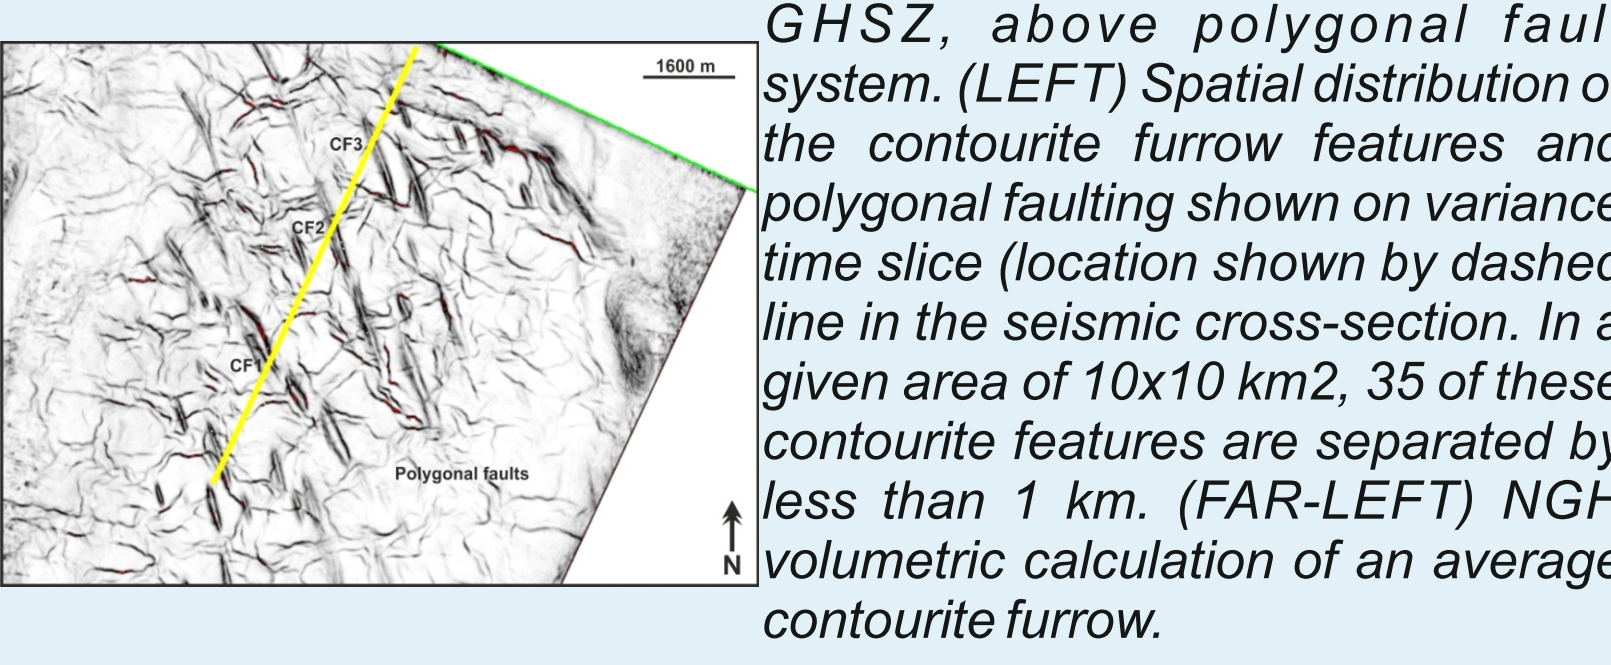 1600 m
CF3
CF2
CF1
Polygonal faults
N
GHSZ, above polygonal faul
system. (LEFT) Spatial distribution o
the contourite furrow features and
polygonal faulting shown on variance
time slice (location shown by dashed
line in the seismic cross-section. In a
given area of 10x10 km2, 35 of these
contourite features are separated by
less than 1 km. (FAR-LEFT) NGH
volumetric calculation of an average
contourite furrow.